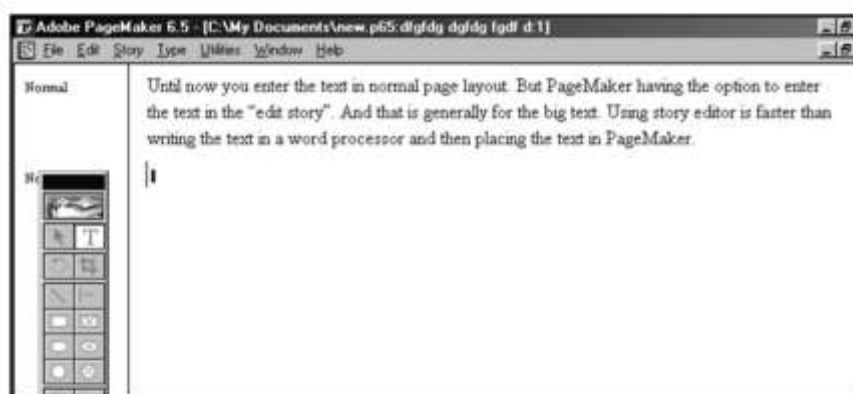 Adobe PageMaker 6.5 - [C:\My Documents\new.p65:dfgfdg dgfdg fgdf d:1]
File Edit Story Type Utilities Window Help
Normal
Until now you enter the text in normal page layout. But PageMaker having the option to enter
the text in the "edit story". And that is generally for the big text. Using story editor is faster than
writing the text in a word processor and then placing the text in PageMaker.
No
T